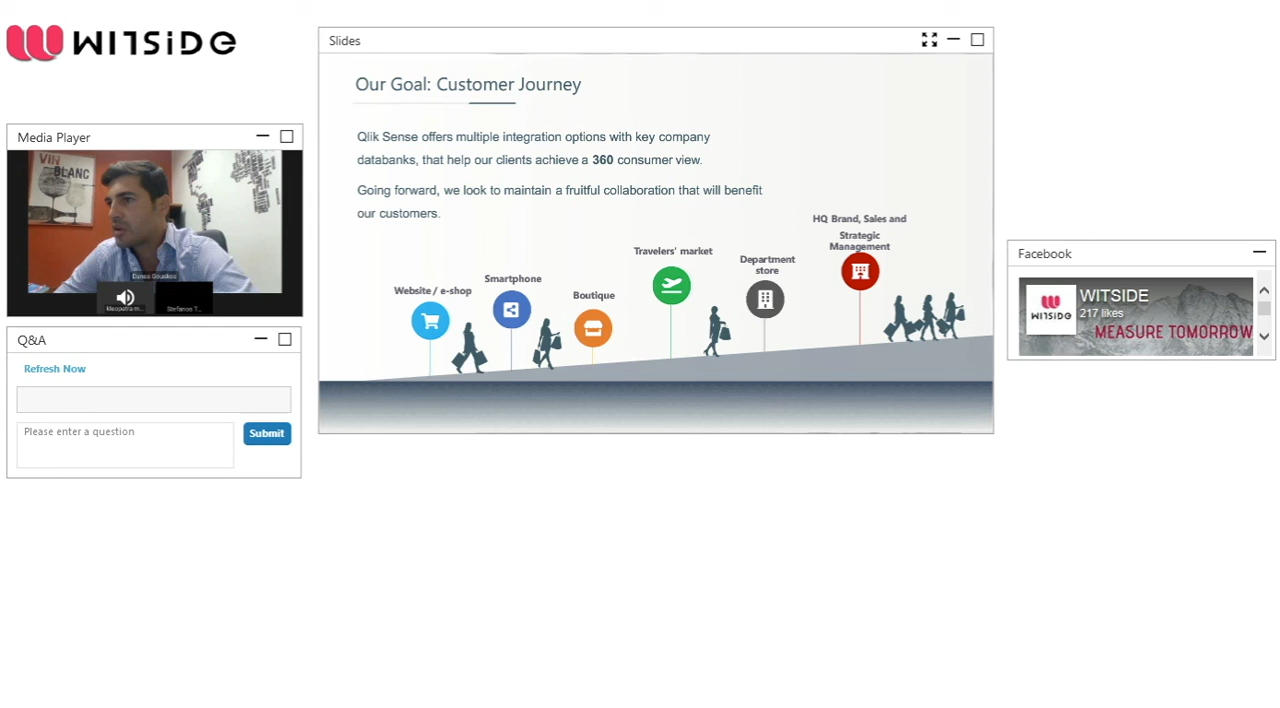 WITSIDE
Media Player
VIN
BLANC
Q&A
Refresh Now
Please enter a question
Submit
Slides
Our Goal: Customer Journey
Qlik Sense offers multiple integration options with key company
databanks, that help our clients achieve a 360 consumer view.
Going forward, we look to maintain a fruitful collaboration that will benefit
our customers.
Website / e-shop
Smartphone
Boutique
Travelers' market
Department
store
HQ Brand, Sales and
Strategic
Management
Facebook
WITSIDE
WITSIDE
217 likes
MEASURE TOMORROW